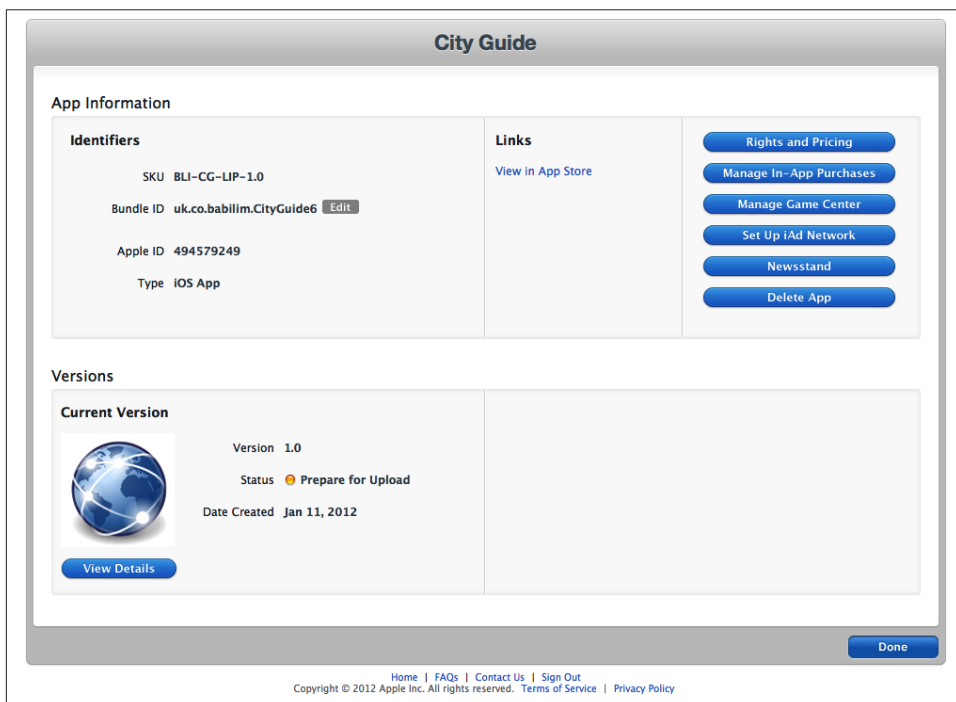 City Guide
App Information
Identifiers
SKU BLI-CG-LIP-1.0
Bundle ID uk.co.babilim.CityGuide6 Edit
Apple ID 494579249
Type iOS App
Links
View in App Store
Rights and Pricing
Manage In-App Purchases
Manage Game Center
Set Up iAd Network
Newsstand
Delete App
Versions
Current Version
Version 1.0
Status Prepare for Upload
Date Created Jan 11, 2012
View Details
Done
Home | FAQs | Contact Us | Sign Out
Copyright © 2012 Apple Inc. All rights reserved. Terms of Service | Privacy Policy